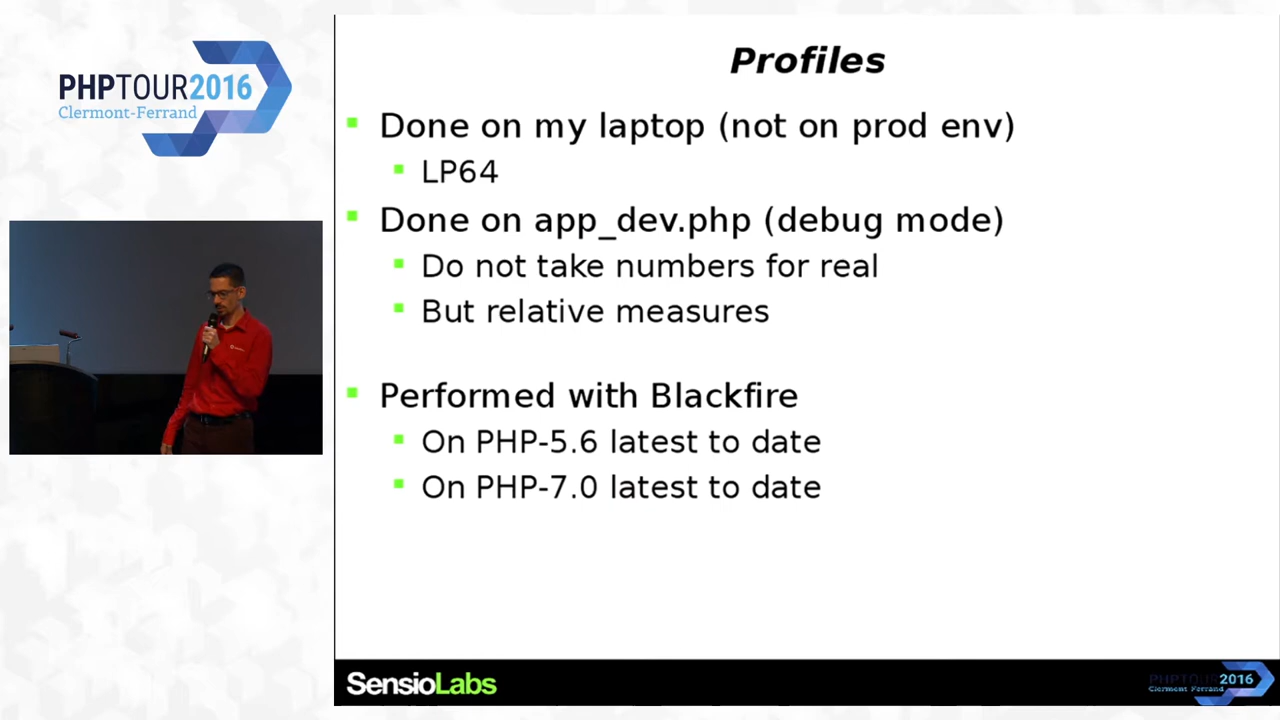 PHPTOUR2016
Clermont-Ferrand
Profiles
Done on my laptop (not on prod env)
LP64
Done on app_dev.php (debug mode)
Do not take numbers for real
But relative measures
Performed with Blackfire
On PHP-5.6 latest to date
On PHP-7.0 latest to date
SensioLabs
PHPTOUR2016
Clermont Ferrand